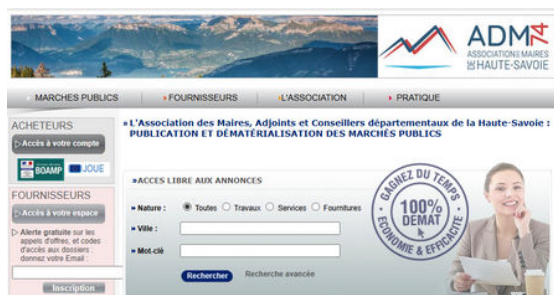 ADM74
ASSOCIATION DES MAIRES
DE HAUTE-SAVOIE
MARCHES PUBLICS
FOURNISSEURS
L'ASSOCIATION
PRATIQUE
ACHETEURS
Accès à votre compte
BOAMP
JOUE
FOURNISSEURS
Accès à votre espace
Alerte gratuite sur les
appels d'offres, et codes
d'accès aux dossiers :
donnez votre Email :
Inscription
L'Association des Maires, Adjoints et Conseillers départementaux de la Haute-Savoie :
PUBLICATION ET DÉMATÉRIALISATION DES MARCHÉS PUBLICS
ACCES LIBRE AUX ANNONCES
Nature : Toutes Travaux Services Fournitures
Ville :
Mot-clé
Rechercher Recherche avancée
GAGNEZ DU TEMPS
100%
DEMAT
ECONOMIE & EFFICACITE